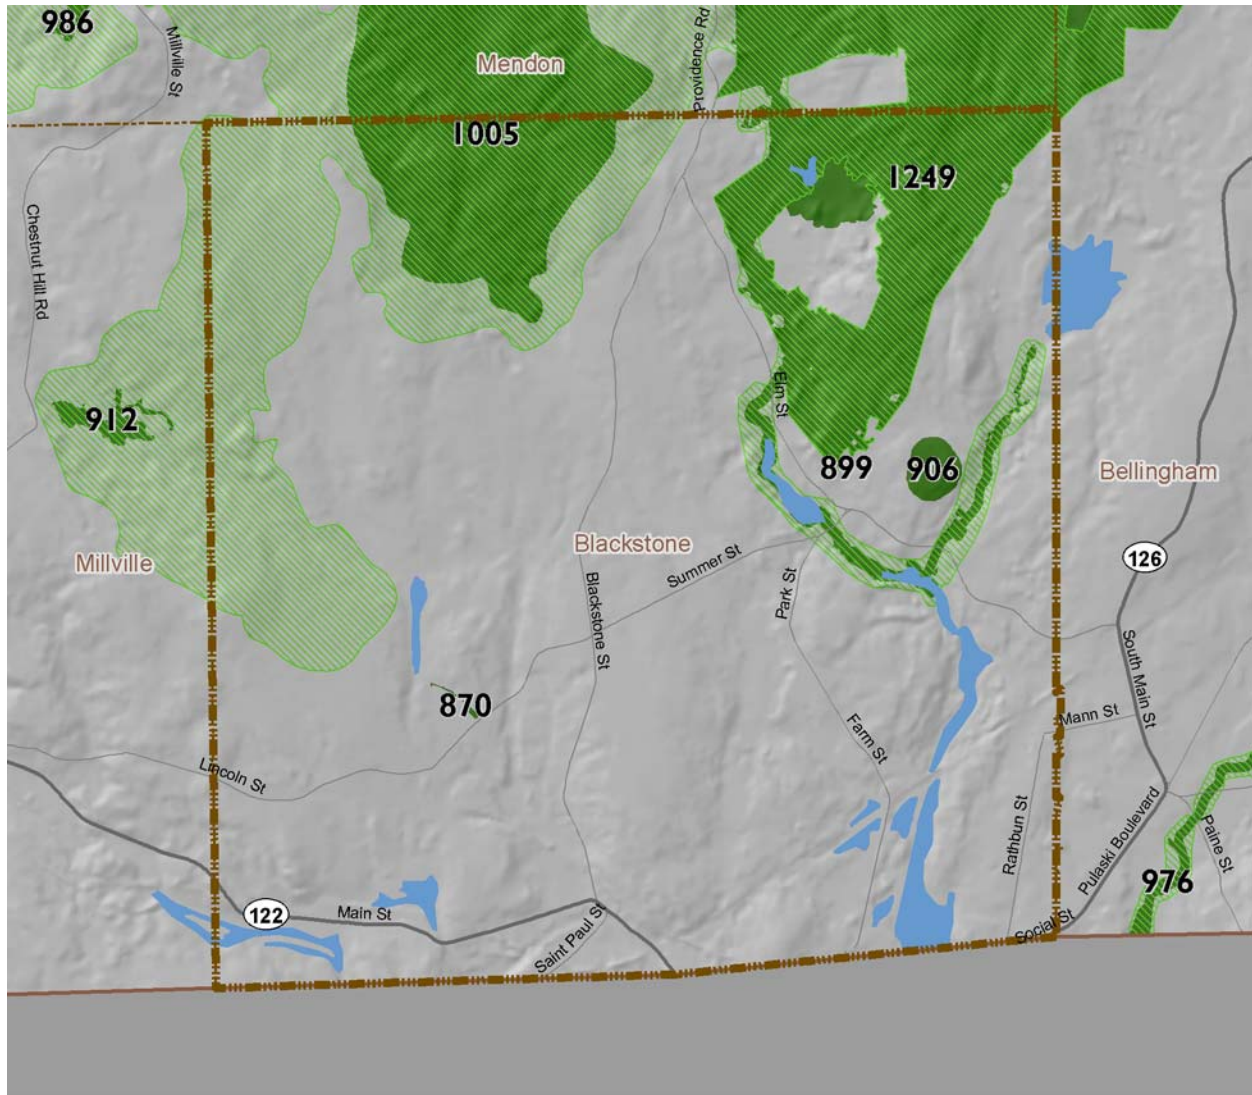 986
Millville St
Mendon
Providence Rd
1005
1249
Chestnut Hill Rd
912
Elm St
899
906
Bellingham
Millville
Blackstone
Summer St
126
Blackstone St
Park St
870
South Main St
Mann St
Farm St
Lincoln St
Rathbun St
Pulaski Boulevard
Paine St
976
122
Main St
Saint Paul St
Social St